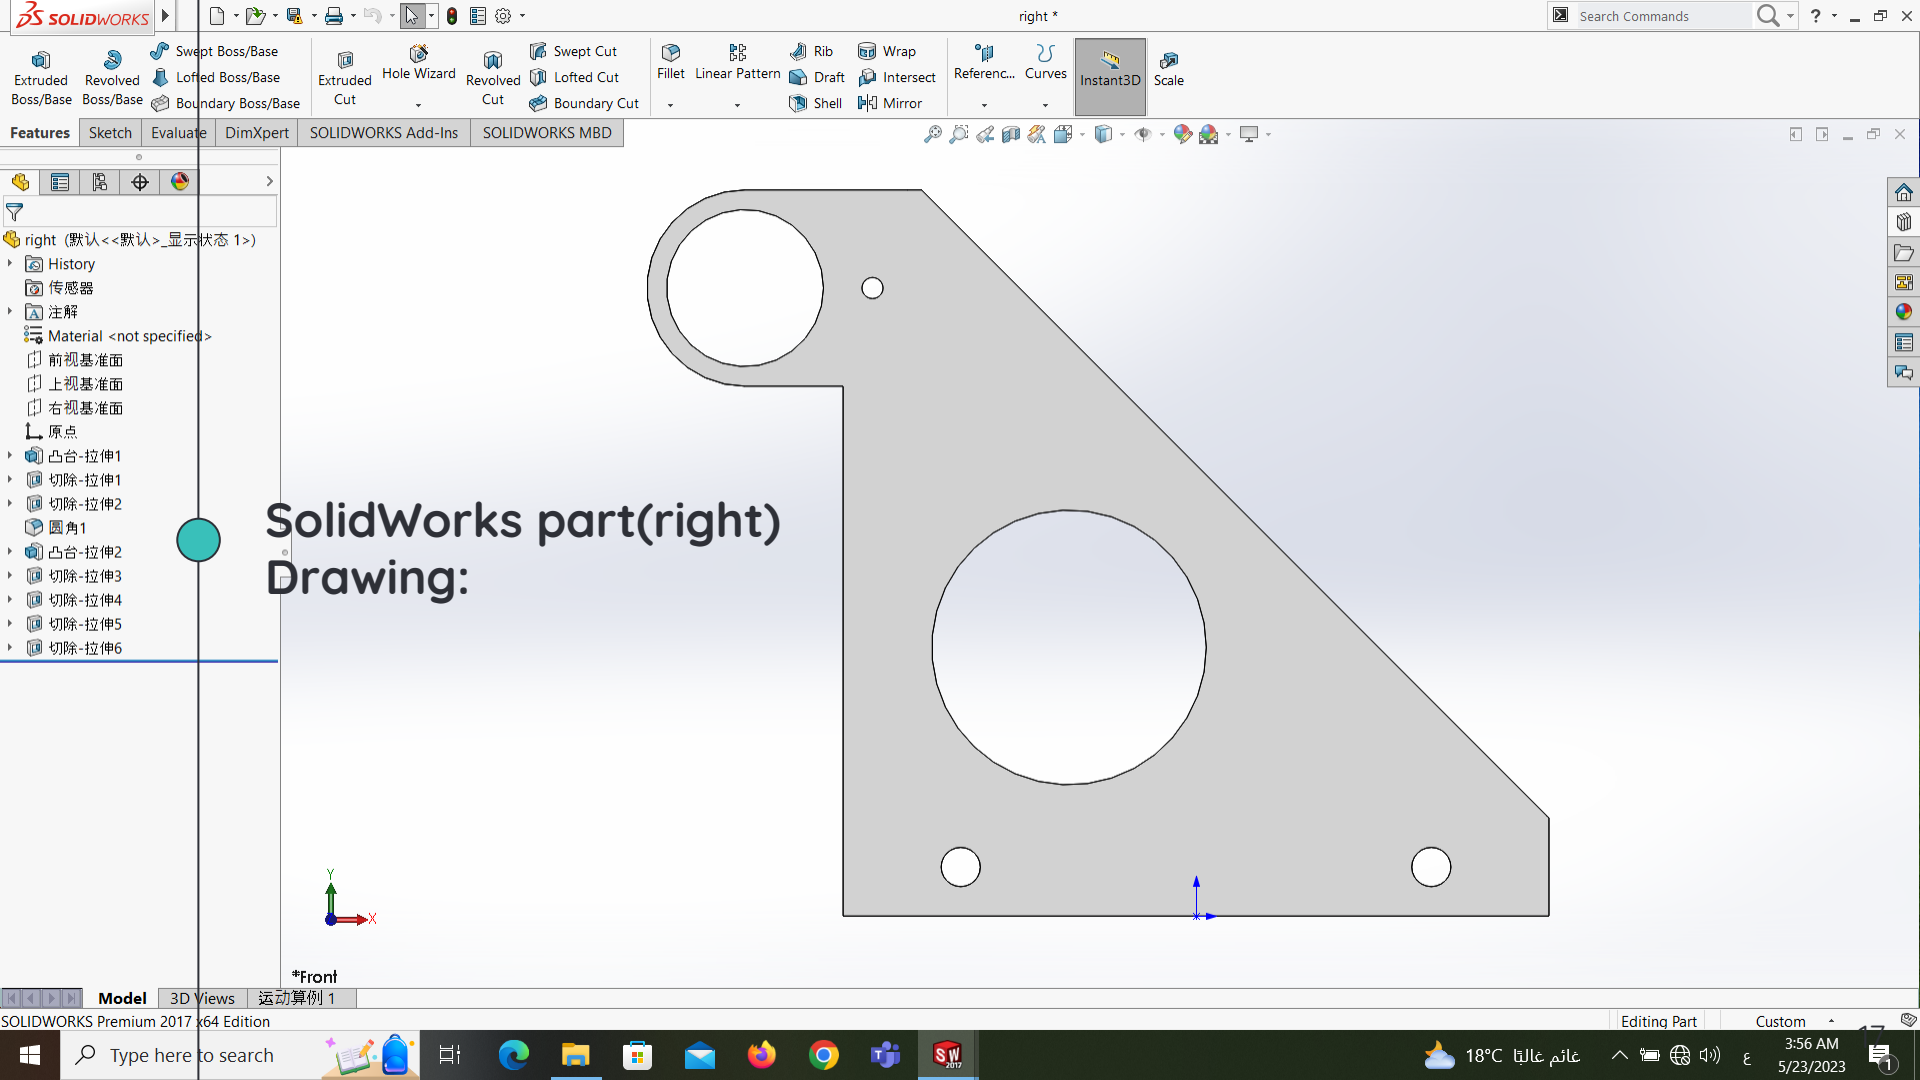 SOLIDWORKS
right *
Search Commands
?
Extruded Boss/Base
Revolved Boss/Base
Swept Boss/Base
Lofted Boss/Base
Boundary Boss/Base
Extruded Cut
Hole Wizard
Revolved Cut
Swept Cut
Lofted Cut
Boundary Cut
Fillet
Linear Pattern
Rib
Draft
Shell
Wrap
Intersect
Mirror
Referenc...
Curves
Instant3D
Scale
Features
Sketch
Evaluate
DimXpert
SOLIDWORKS Add-Ins
SOLIDWORKS MBD
right (默认<<默认>_显示状态 1>)
History
传感器
注解
Material <not specified>
前视基准面
上视基准面
右视基准面
原点
凸台-拉伸1
切除-拉伸1
切除-拉伸2
圆角1
凸台-拉伸2
切除-拉伸3
切除-拉伸4
切除-拉伸5
切除-拉伸6
SolidWorks part(right)
Drawing:
Y
X
*Front
Model
3D Views
运动算例 1
SOLIDWORKS Premium 2017 x64 Edition
Editing Part
Custom
Type here to search
SW
2017
18°C غائم غالبًا
ع
3:56 AM
5/23/2023
1
17